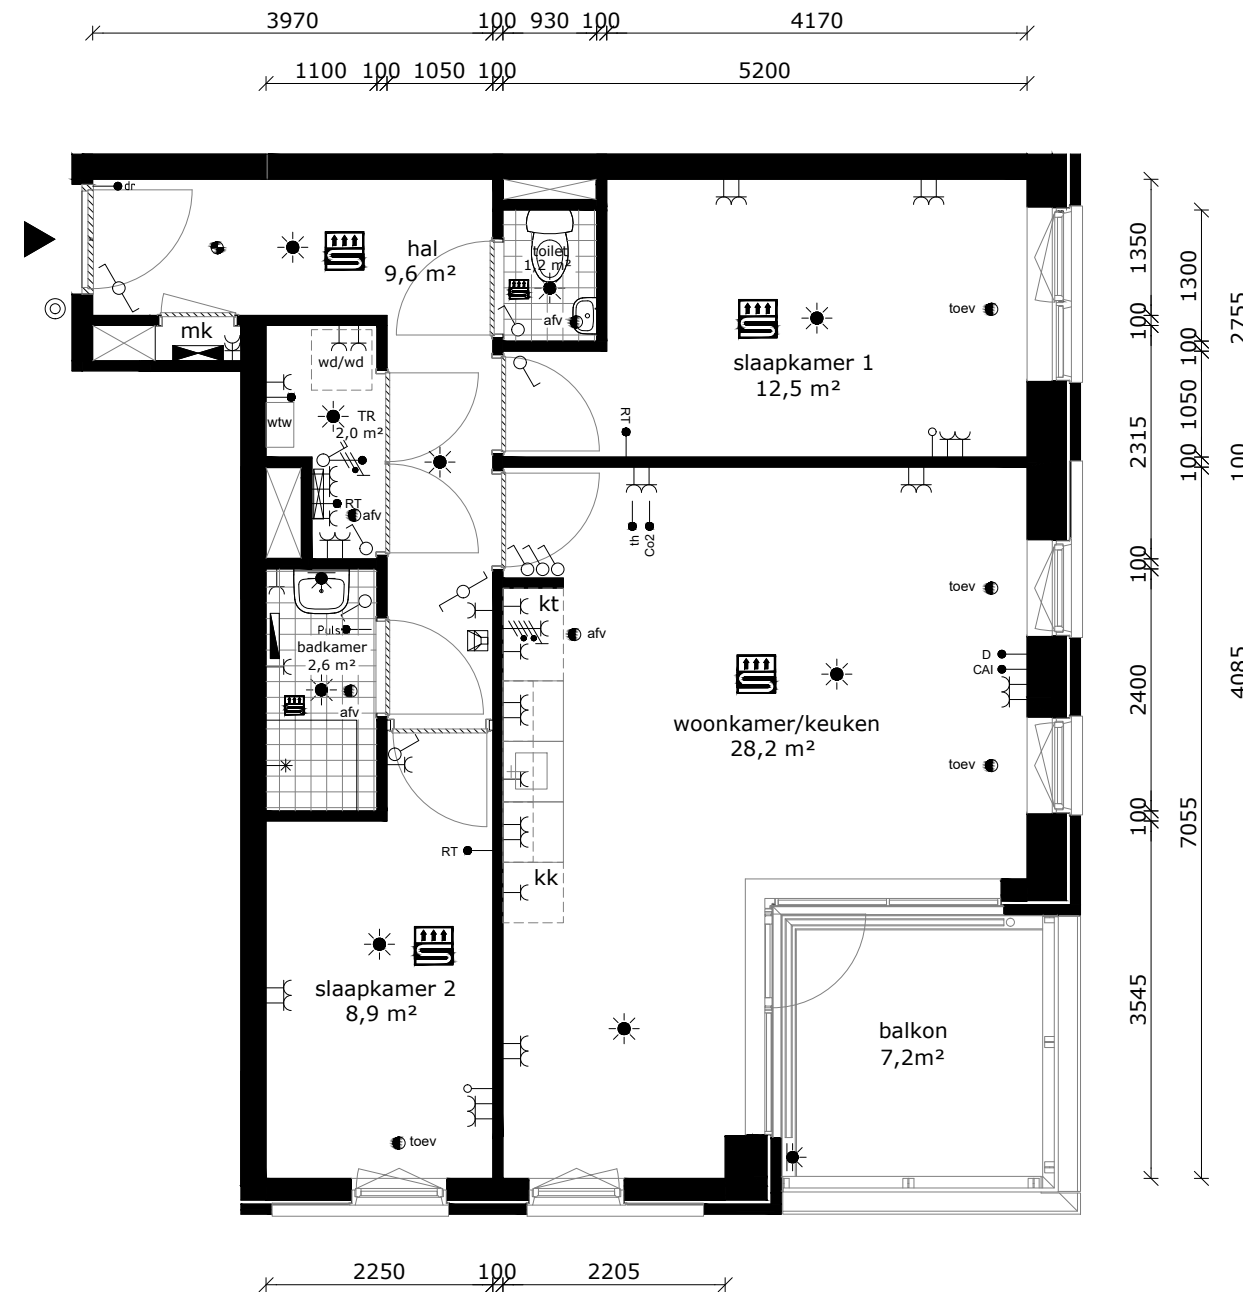 3970 100 930 100 4170
1100 100 1050 100 5200
dr
hal
9,6 m²
toilet
1,2 m²
afv
mk
wd/wd
wtw
TR
2,0 m²
RT
afv
toev
slaapkamer 1
12,5 m²
RT
th
Co2
kt
afv
toev
D
CAI
Puls
badkamer
2,6 m²
afv
woonkamer/keuken
28,2 m²
toev
RT
kk
slaapkamer 2
8,9 m²
toev
balkon
7,2m²
1350
100
2315
100
2400
100
3545
1300
100
1050
100
7055
2755
100
4085
2250 100 2205